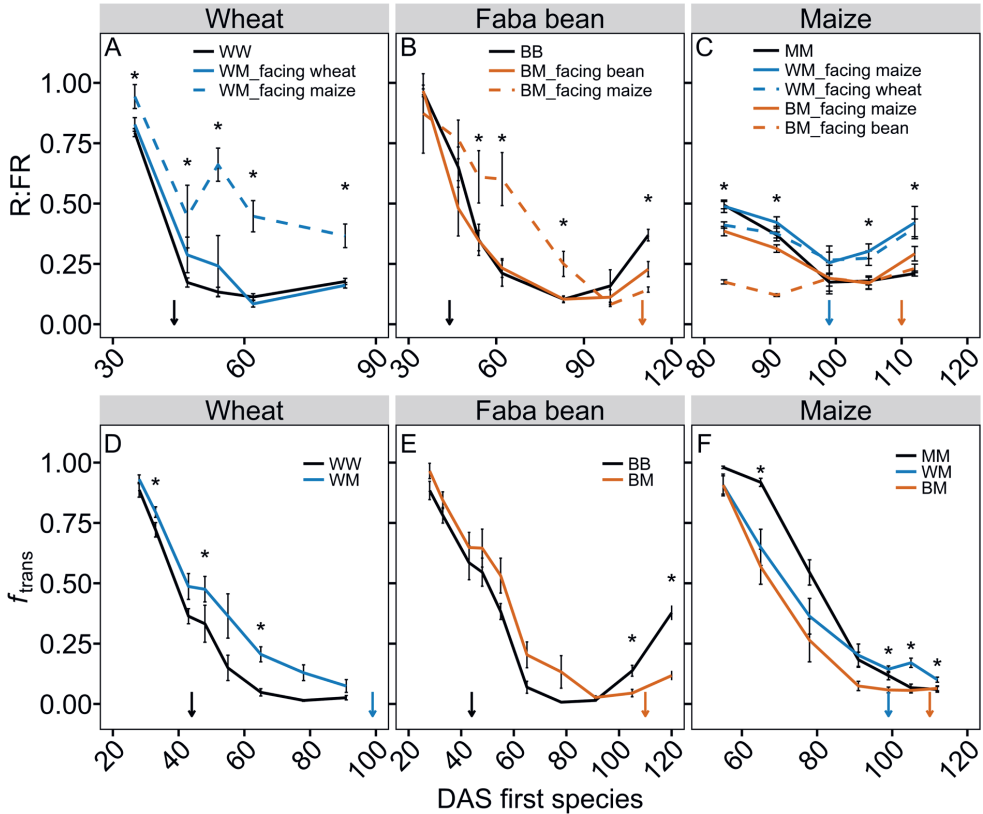 Wheat Faba bean Maize
A
WW
WM_facing wheat
WM_facing maize
B
BB
BM_facing bean
BM_facing maize
C
MM
WM_facing maize
WM_facing wheat
BM_facing maize
BM_facing bean
R:FR
1.00
0.75
0.50
0.25
0.00
* * * * *
* * * *
* * * *
30 60 90
30 60 90 120
80 90 100 110 120
Wheat Faba bean Maize
D
WW
WM
E
BB
BM
F
MM
WM
BM
ftrans
1.00
0.75
0.50
0.25
0.00
* * *
* *
* * * *
20 40 60 80 100
20 40 60 80 100 120
60 80 100 120
DAS first species